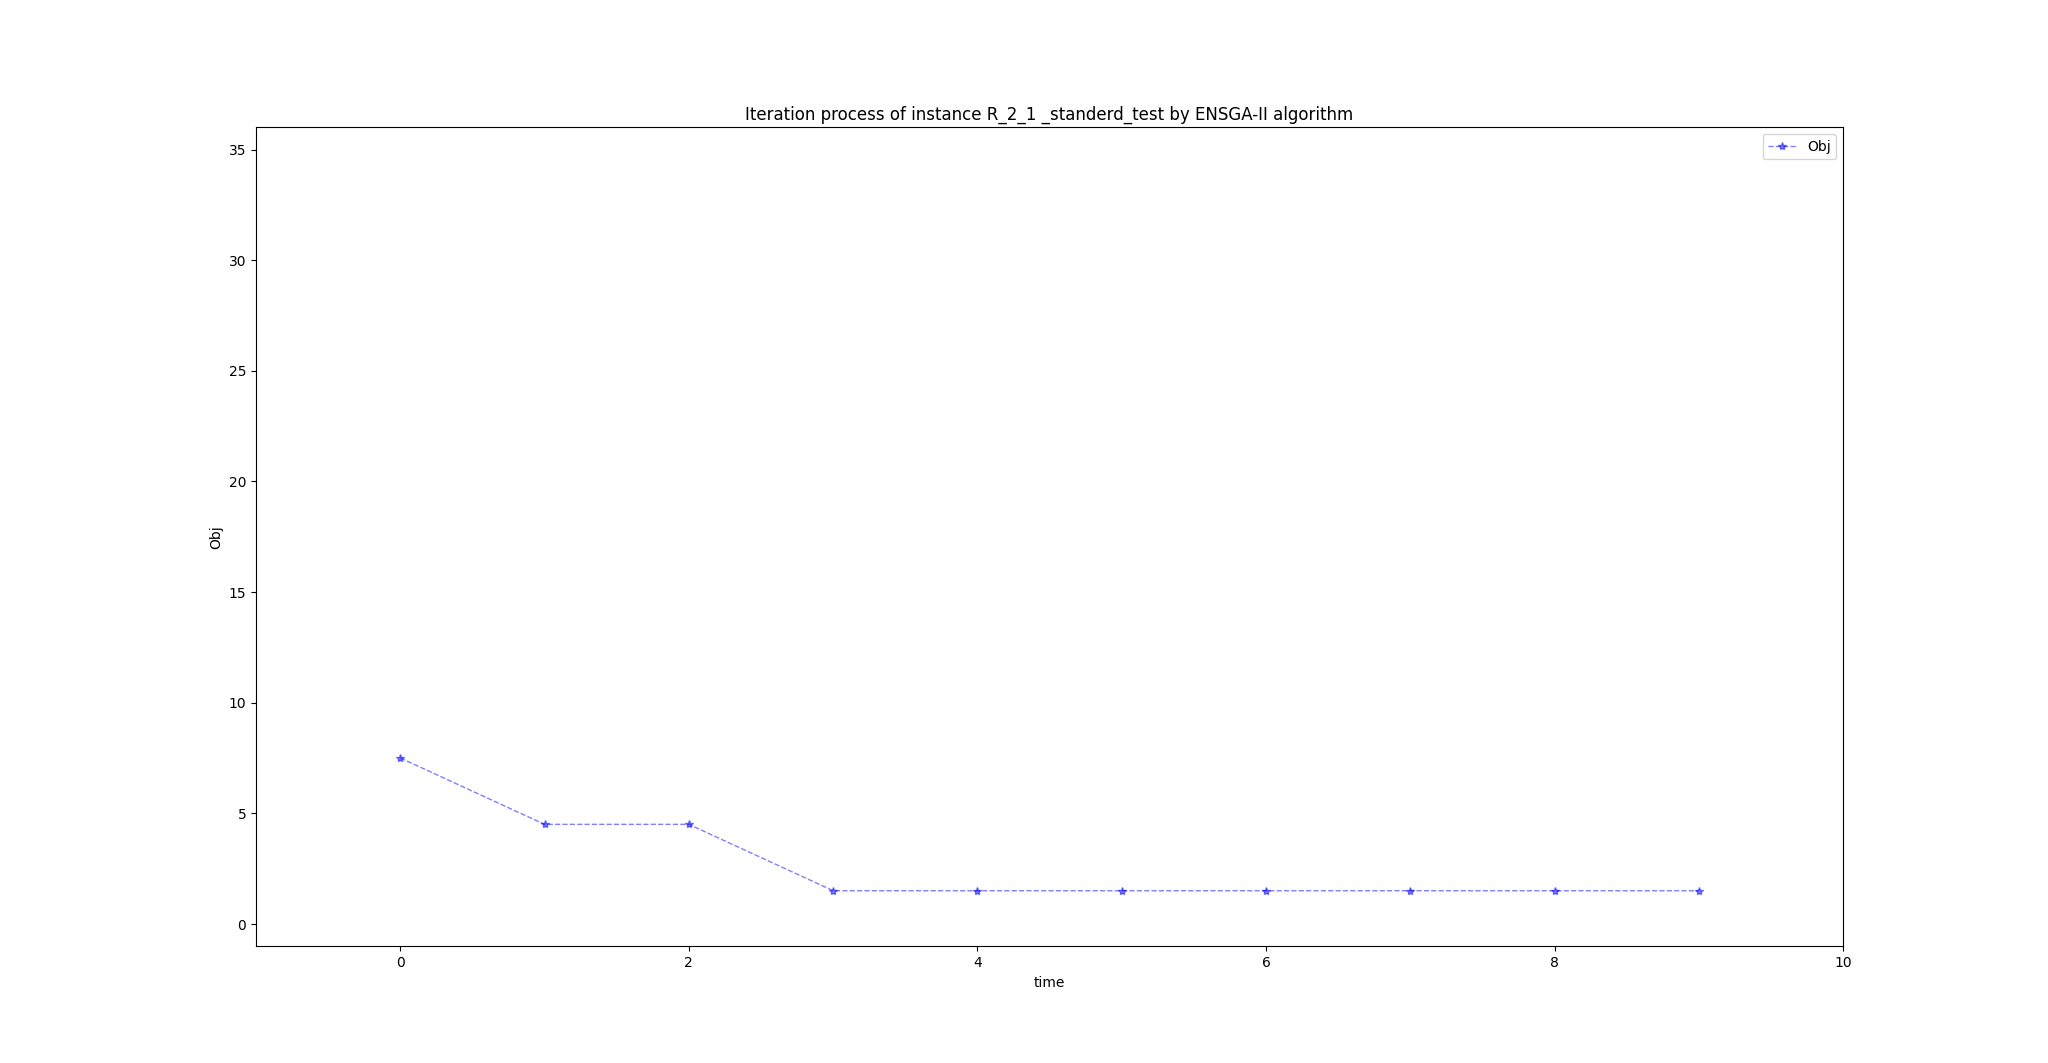 Iteration process of instance R_2_1 _standerd_test by ENSGA-II algorithm
Obj
35
30
25
20
15
10
5
0
Obj
0 2 4 6 8 10
time